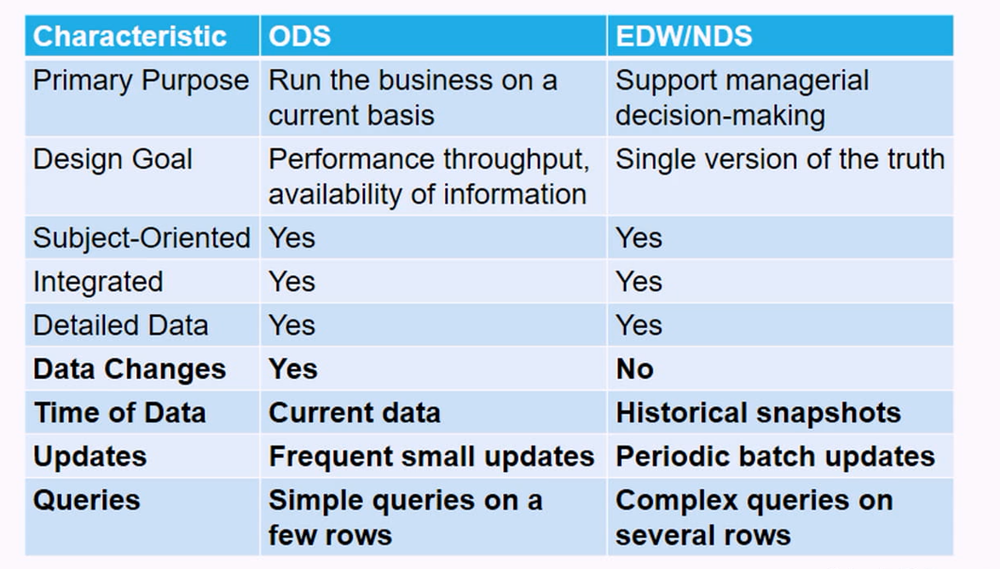 Characteristic ODS EDW/NDS
Primary Purpose Run the business on a Support managerial
current basis decision-making
Design Goal Performance throughput, Single version of the truth
availability of information
Subject-Oriented Yes Yes
Integrated Yes Yes
Detailed Data Yes Yes
Data Changes Yes No
Time of Data Current data Historical snapshots
Updates Frequent small updates Periodic batch updates
Queries Simple queries on a Complex queries on
few rows several rows